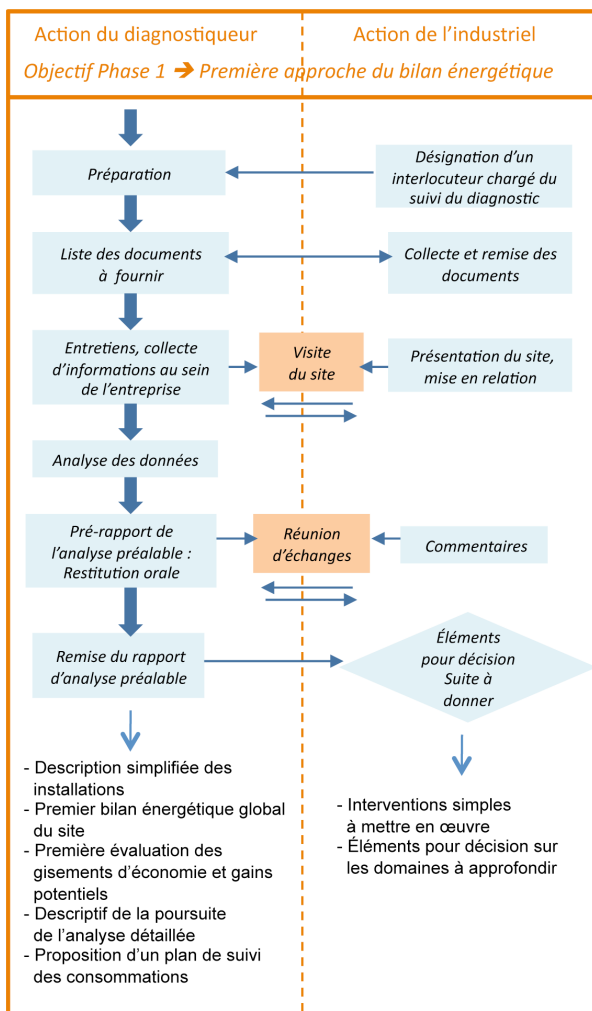 Action du diagnostiqueur
Action de l'industriel
Objectif Phase 1 ➔ Première approche du bilan énergétique
Préparation
Désignation d'un
interlocuteur chargé du
suivi du diagnostic
Liste des documents
à fournir
Collecte et remise des
documents
Entretiens, collecte
d'informations au sein
de l'entreprise
Visite
du site
Présentation du site,
mise en relation
Analyse des données
Pré-rapport de
l'analyse préalable :
Restitution orale
Réunion
d'échanges
Commentaires
Remise du rapport
d'analyse préalable
Éléments
pour décision
Suite à
donner
- Description simplifiée des
installations
- Premier bilan énergétique global
du site
- Première évaluation des
gisements d'économie et gains
potentiels
- Descriptif de la poursuite
de l'analyse détaillée
- Proposition d'un plan de suivi
des consommations
- Interventions simples
à mettre en œuvre
- Éléments pour décision sur
les domaines à approfondir